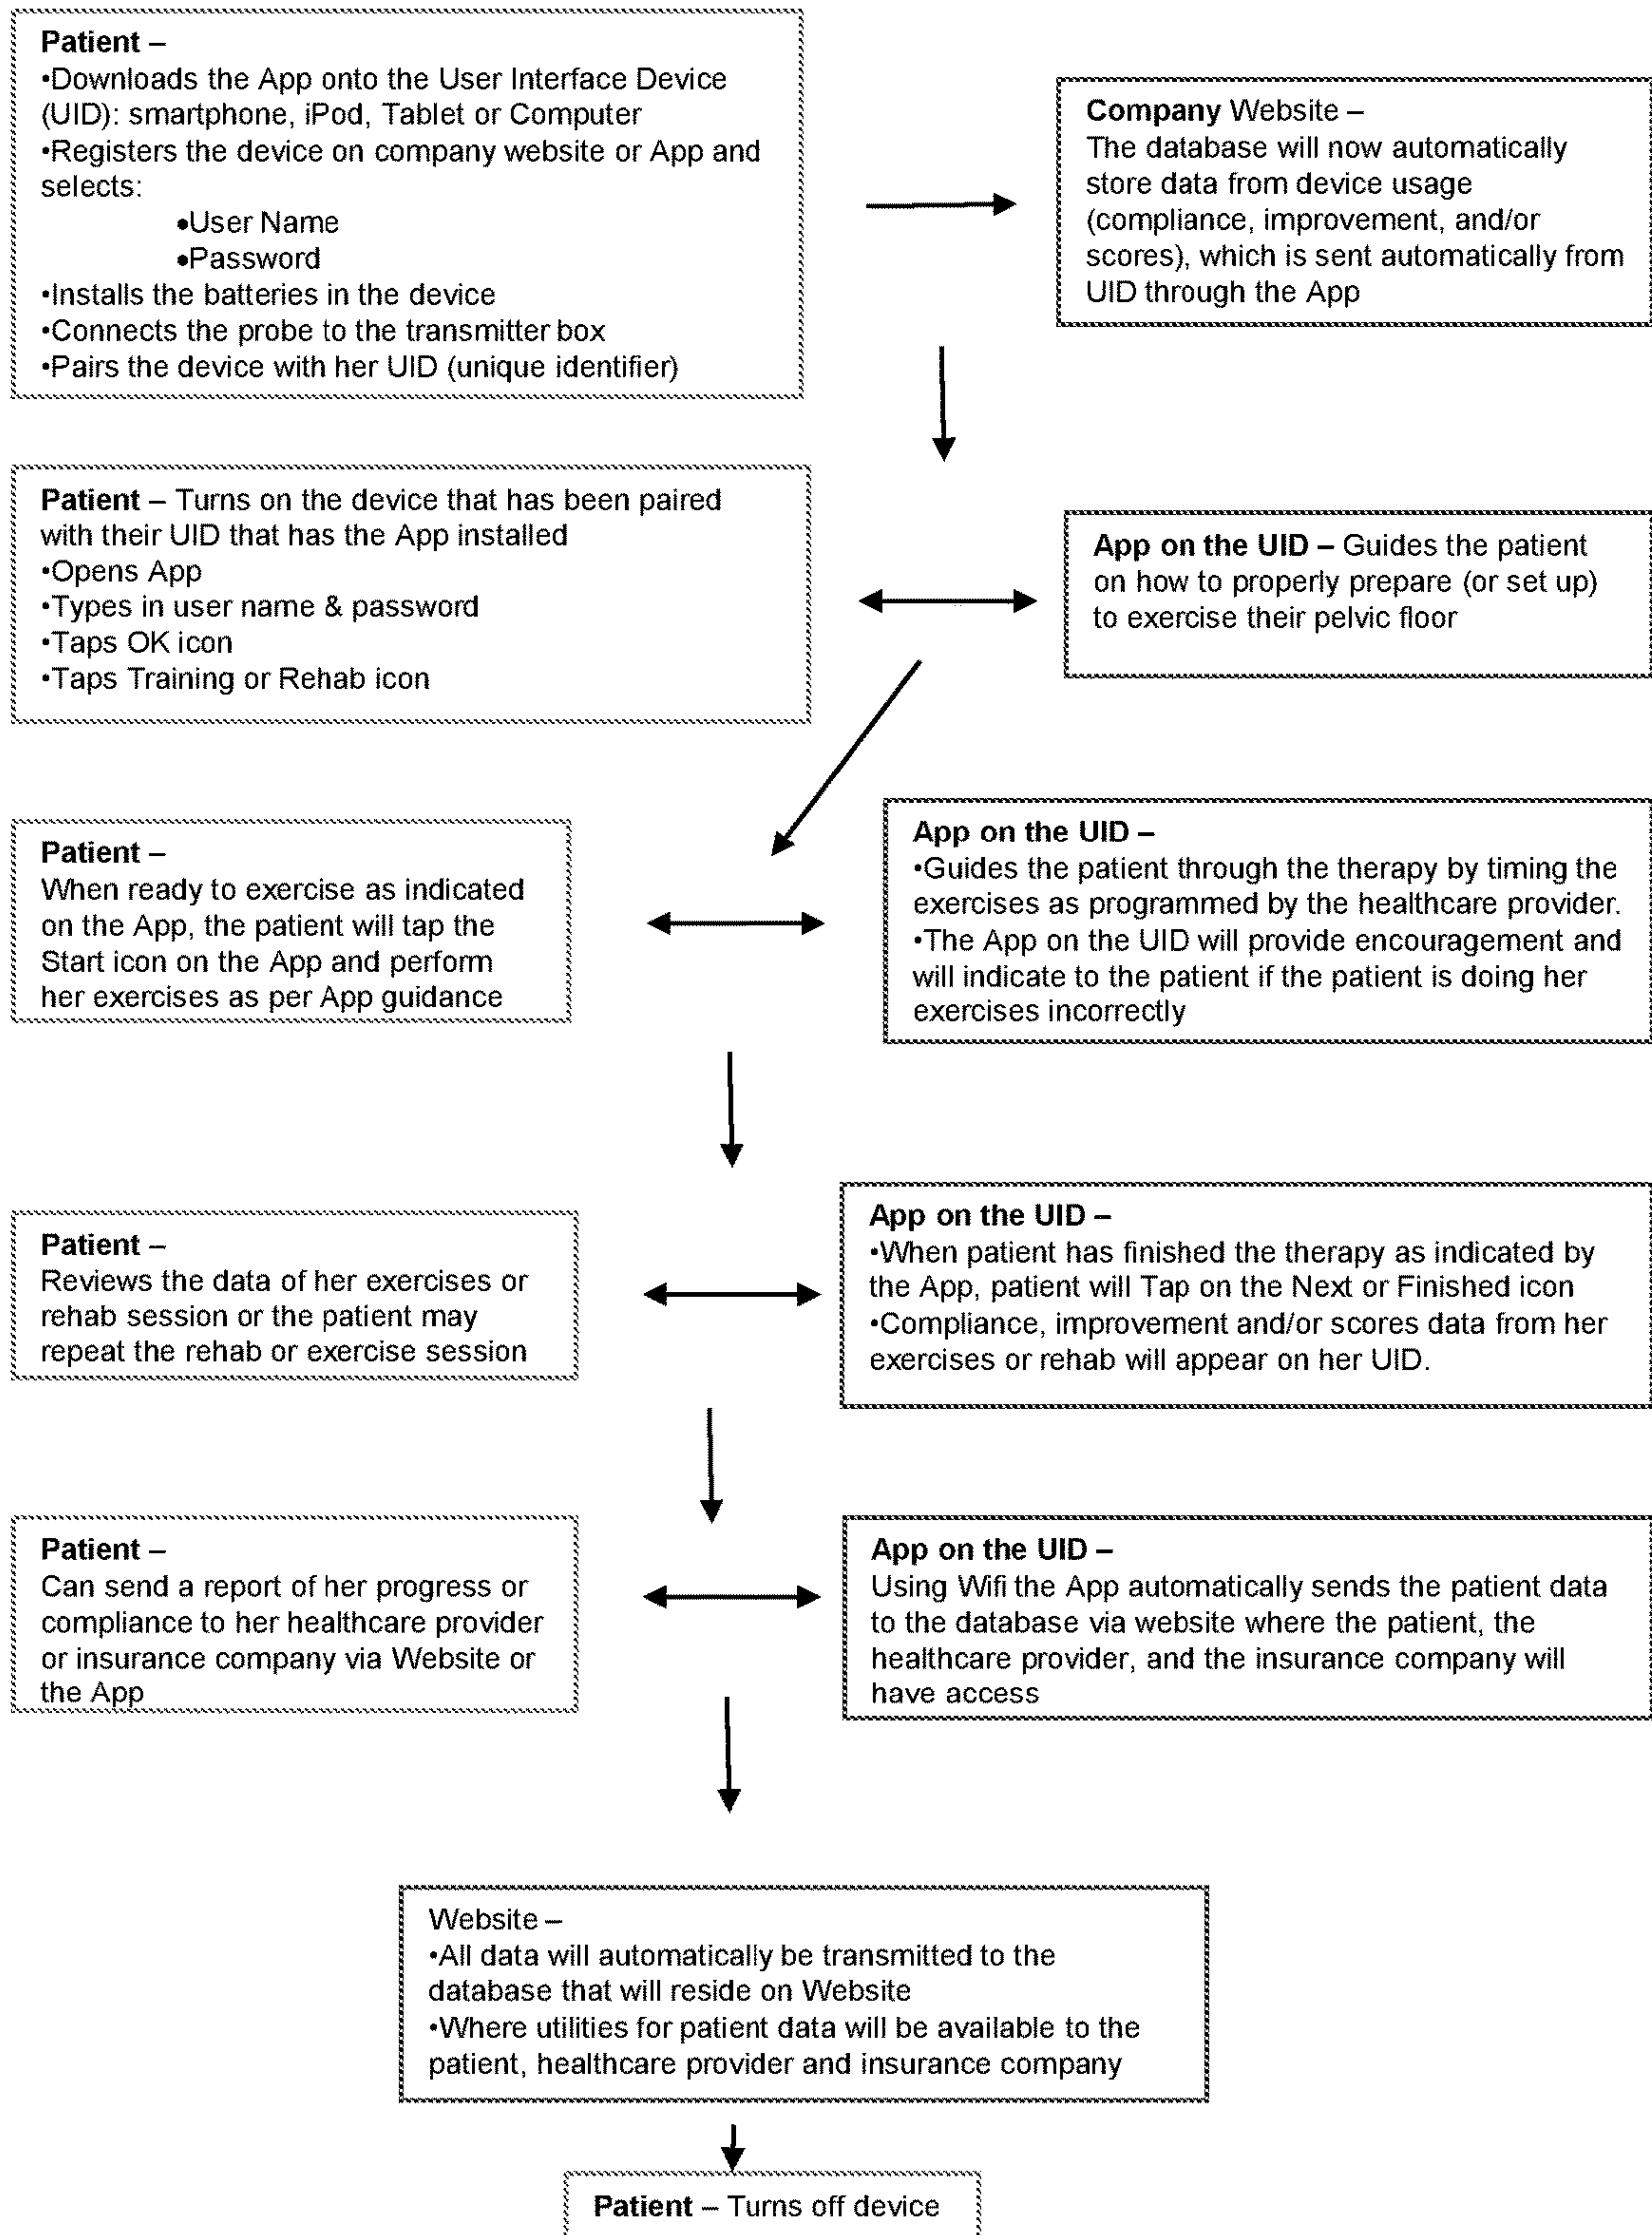 Patient –
•Downloads the App onto the User Interface Device
(UID): smartphone, iPod, Tablet or Computer
•Registers the device on company website or App and
selects:
•User Name
•Password
•Installs the batteries in the device
•Connects the probe to the transmitter box
•Pairs the device with her UID (unique identifier)
Company Website –
The database will now automatically
store data from device usage
(compliance, improvement, and/or
scores), which is sent automatically from
UID through the App
Patient – Turns on the device that has been paired
with their UID that has the App installed
•Opens App
•Types in user name & password
•Taps OK icon
•Taps Training or Rehab icon
App on the UID – Guides the patient
on how to properly prepare (or set up)
to exercise their pelvic floor
Patient –
When ready to exercise as indicated
on the App, the patient will tap the
Start icon on the App and perform
her exercises as per App guidance
App on the UID –
•Guides the patient through the therapy by timing the
exercises as programmed by the healthcare provider.
•The App on the UID will provide encouragement and
will indicate to the patient if the patient is doing her
exercises incorrectly
Patient –
Reviews the data of her exercises or
rehab session or the patient may
repeat the rehab or exercise session
App on the UID –
•When patient has finished the therapy as indicated by
the App, patient will Tap on the Next or Finished icon
•Compliance, improvement and/or scores data from her
exercises or rehab will appear on her UID.
Patient –
Can send a report of her progress or
compliance to her healthcare provider
or insurance company via Website or
the App
App on the UID –
Using Wifi the App automatically sends the patient data
to the database via website where the patient, the
healthcare provider, and the insurance company will
have access
Website –
•All data will automatically be transmitted to the
database that will reside on Website
•Where utilities for patient data will be available to the
patient, healthcare provider and insurance company
Patient – Turns off device